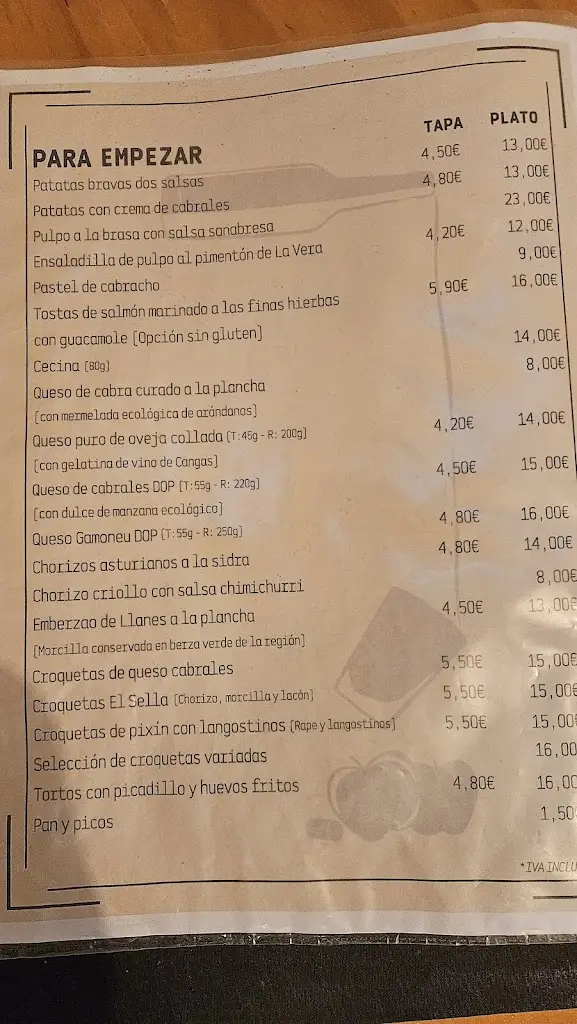 TAPA PLATO
PARA EMPEZAR
Patatas bravas dos salsas 4,50€ 13,00€
Patatas con crema de cabrales 4,80€ 13,00€
Pulpo a la brasa con salsa sanabresa 23,00€
Ensaladilla de pulpo al pimentón de La Vera 4,20€ 12,00€
Pastel de cabracho 9,00€
Tostas de salmón marinado a las finas hierbas 5,90€ 16,00€
con guacamole (Opción sin gluten)
Cecina (80g) 14,00€
Queso de cabra curado a la plancha 8,00€
(con mermelada ecológica de arándanos)
Queso puro de oveja collada (T:45g - R: 200g) 4,20€ 14,00€
(con gelatina de vino de Cangas)
Queso de cabrales DOP (T:55g - R: 220g) 4,50€ 15,00€
(con dulce de manzana ecológico)
Queso Gamoneu DOP (T:55g - R: 250g) 4,80€ 16,00€
Chorizos asturianos a la sidra 4,80€ 14,00€
Chorizo criollo con salsa chimichurri 8,00€
Emberzao de Llanes a la plancha 4,50€ 13,00€
(Morcilla conservada en berza verde de la región)
Croquetas de queso cabrales 5,50€ 15,00€
Croquetas El Sella (Chorizo, morcilla y lacón) 5,50€ 15,00€
Croquetas de pixín con langostinos (Rape y langostinos) 5,50€ 15,00€
Selección de croquetas variadas 16,00
Tortos con picadillo y huevos fritos 4,80€ 16,00
Pan y picos 1,50
*IVA INCLU